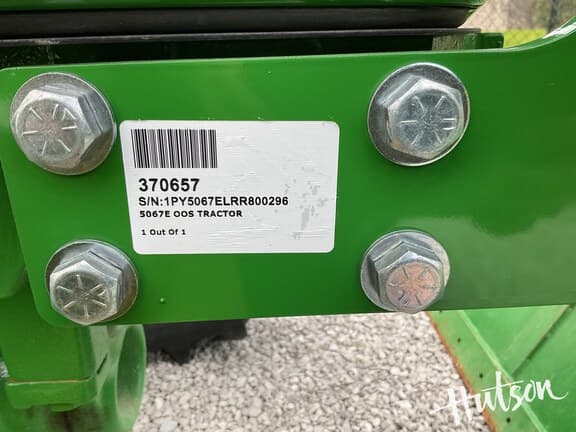 370657
S/N:1PY5067ELRR800296
5067E OOS TRACTOR
1 Out Of 1
Hutson